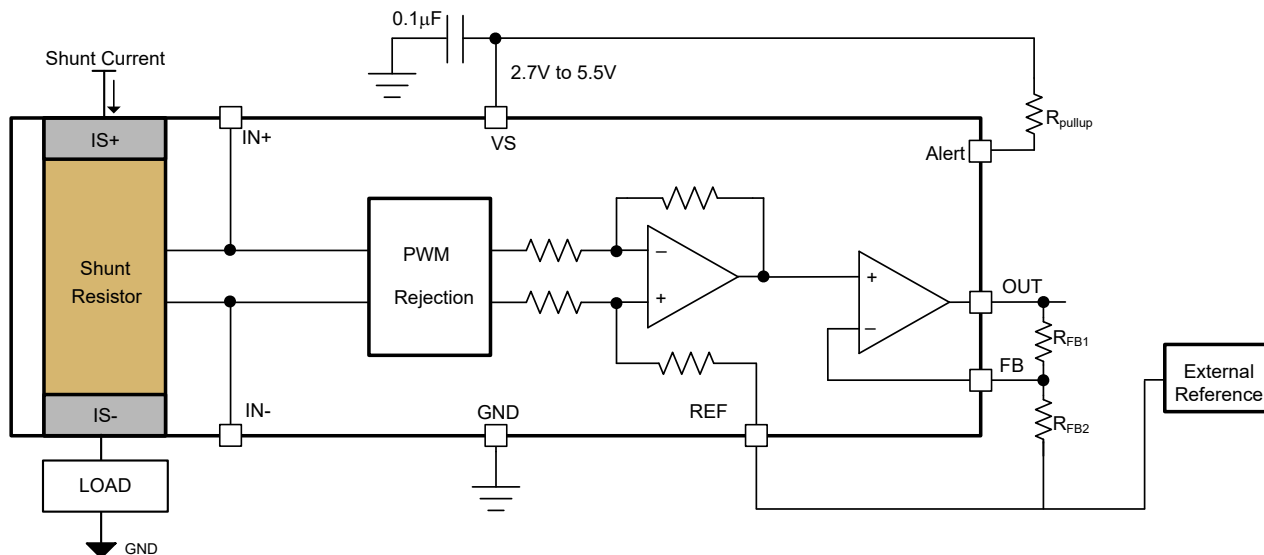 0.1μF
Shunt Current
2.7V to 5.5V
IS+
IN+
VS
Rpullup
Alert
PWM
Rejection
Shunt
Resistor
–
+
+
–
OUT
RFB1
FB
External
Reference
IS-
IN-
GND
REF
RFB2
LOAD
GND